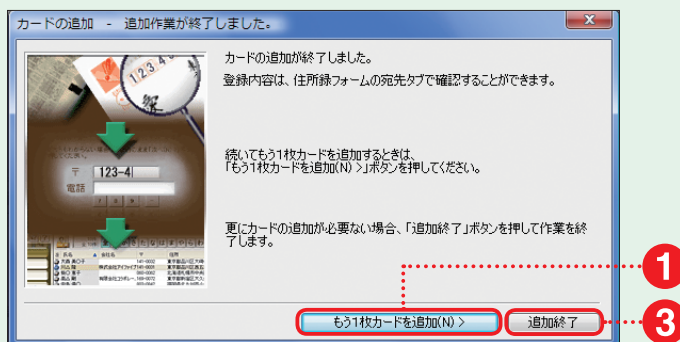 カードの追加 - 追加作業が終了しました。
カードの追加が終了しました。
登録内容は、住所録フォームの宛先タブで確認することができます。
続いてもう1枚カードを追加するときは、
「もう1枚カードを追加(N) >」ボタンを押してください。
更にカードの追加が必要ない場合、「追加終了」ボタンを押して作業を終
了します。
1234
〒 123-4
電話
もう1枚カードを追加(N) >
追加終了
1
3